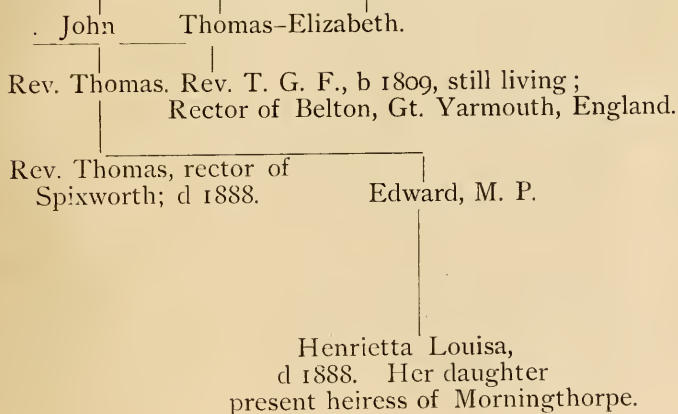 . John Thomas-Elizabeth.
Rev. Thomas. Rev. T. G. F., b 1809, still living;
Rector of Belton, Gt. Yarmouth, England.
Rev. Thomas, rector of
Spixworth; d 1888.
Edward, M. P.
Henrietta Louisa,
d 1888. Her daughter
present heiress of Morningthorpe.